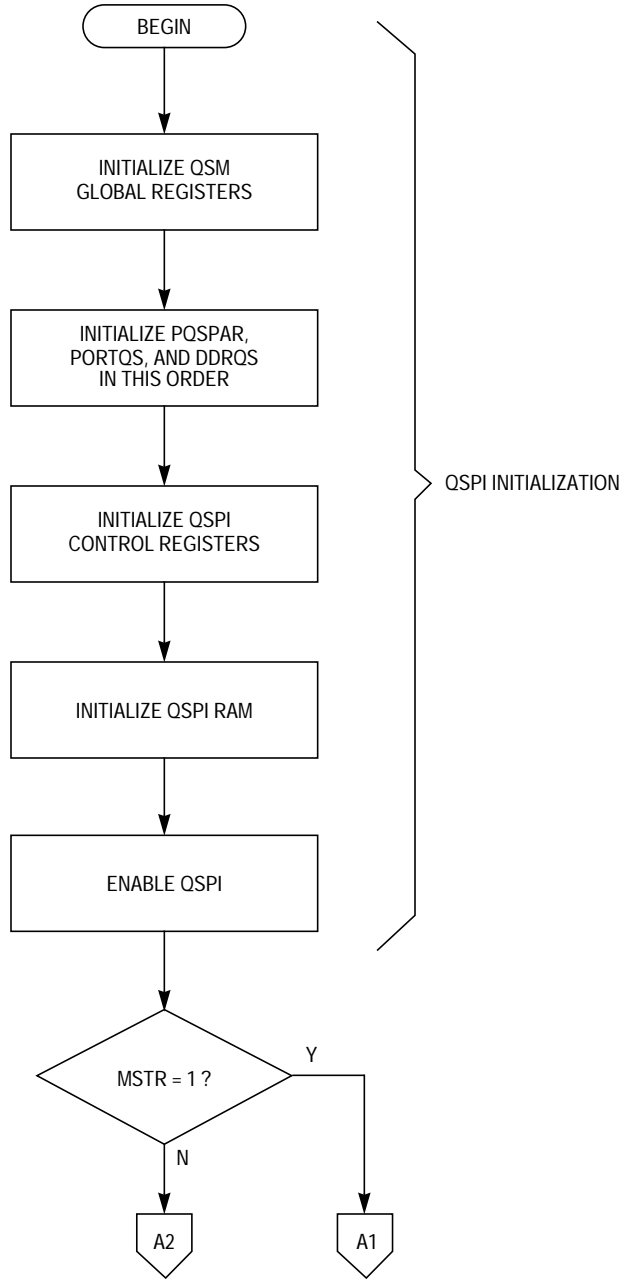 BEGIN
INITIALIZE QSM
GLOBAL REGISTERS
INITIALIZE PQSPAR,
PORTQS, AND DDRQS
IN THIS ORDER
INITIALIZE QSPI
CONTROL REGISTERS
QSPI INITIALIZATION
INITIALIZE QSPI RAM
ENABLE QSPI
MSTR = 1 ?
Y
N
A2
A1